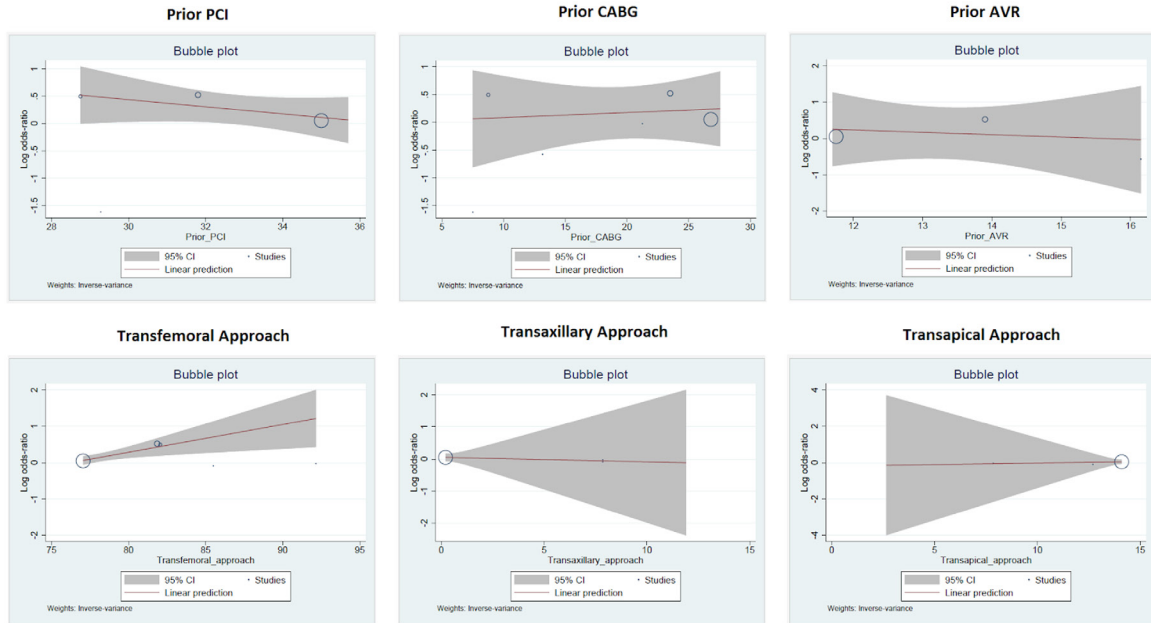 Prior PCI
Bubble plot
Log odds-ratio
1
.5
0
-.5
-1
-1.5
28
30
32
34
36
Prior_PCI
95% CI
Studies
Linear prediction
Weights: Inverse-variance
Prior CABG
Bubble plot
Log odds-ratio
1
.5
0
-.5
-1
-1.5
5
10
15
20
25
30
Prior_CABG
95% CI
Studies
Linear prediction
Weights: Inverse-variance
Prior AVR
Bubble plot
Log odds-ratio
2
1
0
-1
-2
12
13
14
15
16
Prior_AVR
95% CI
Studies
Linear prediction
Weights: Inverse-variance
Transfemoral Approach
Bubble plot
Log odds-ratio
2
1
0
-1
-2
75
80
85
90
95
Transfemoral_approach
95% CI
Studies
Linear prediction
Weights: Inverse-variance
Transaxillary Approach
Bubble plot
Log odds-ratio
2
1
0
-1
-2
0
5
10
15
Transaxillary_approach
95% CI
Studies
Linear prediction
Weights: Inverse-variance
Transapical Approach
Bubble plot
Log odds-ratio
4
2
0
-2
-4
0
5
10
15
Transapical_approach
95% CI
Studies
Linear prediction
Weights: Inverse-variance